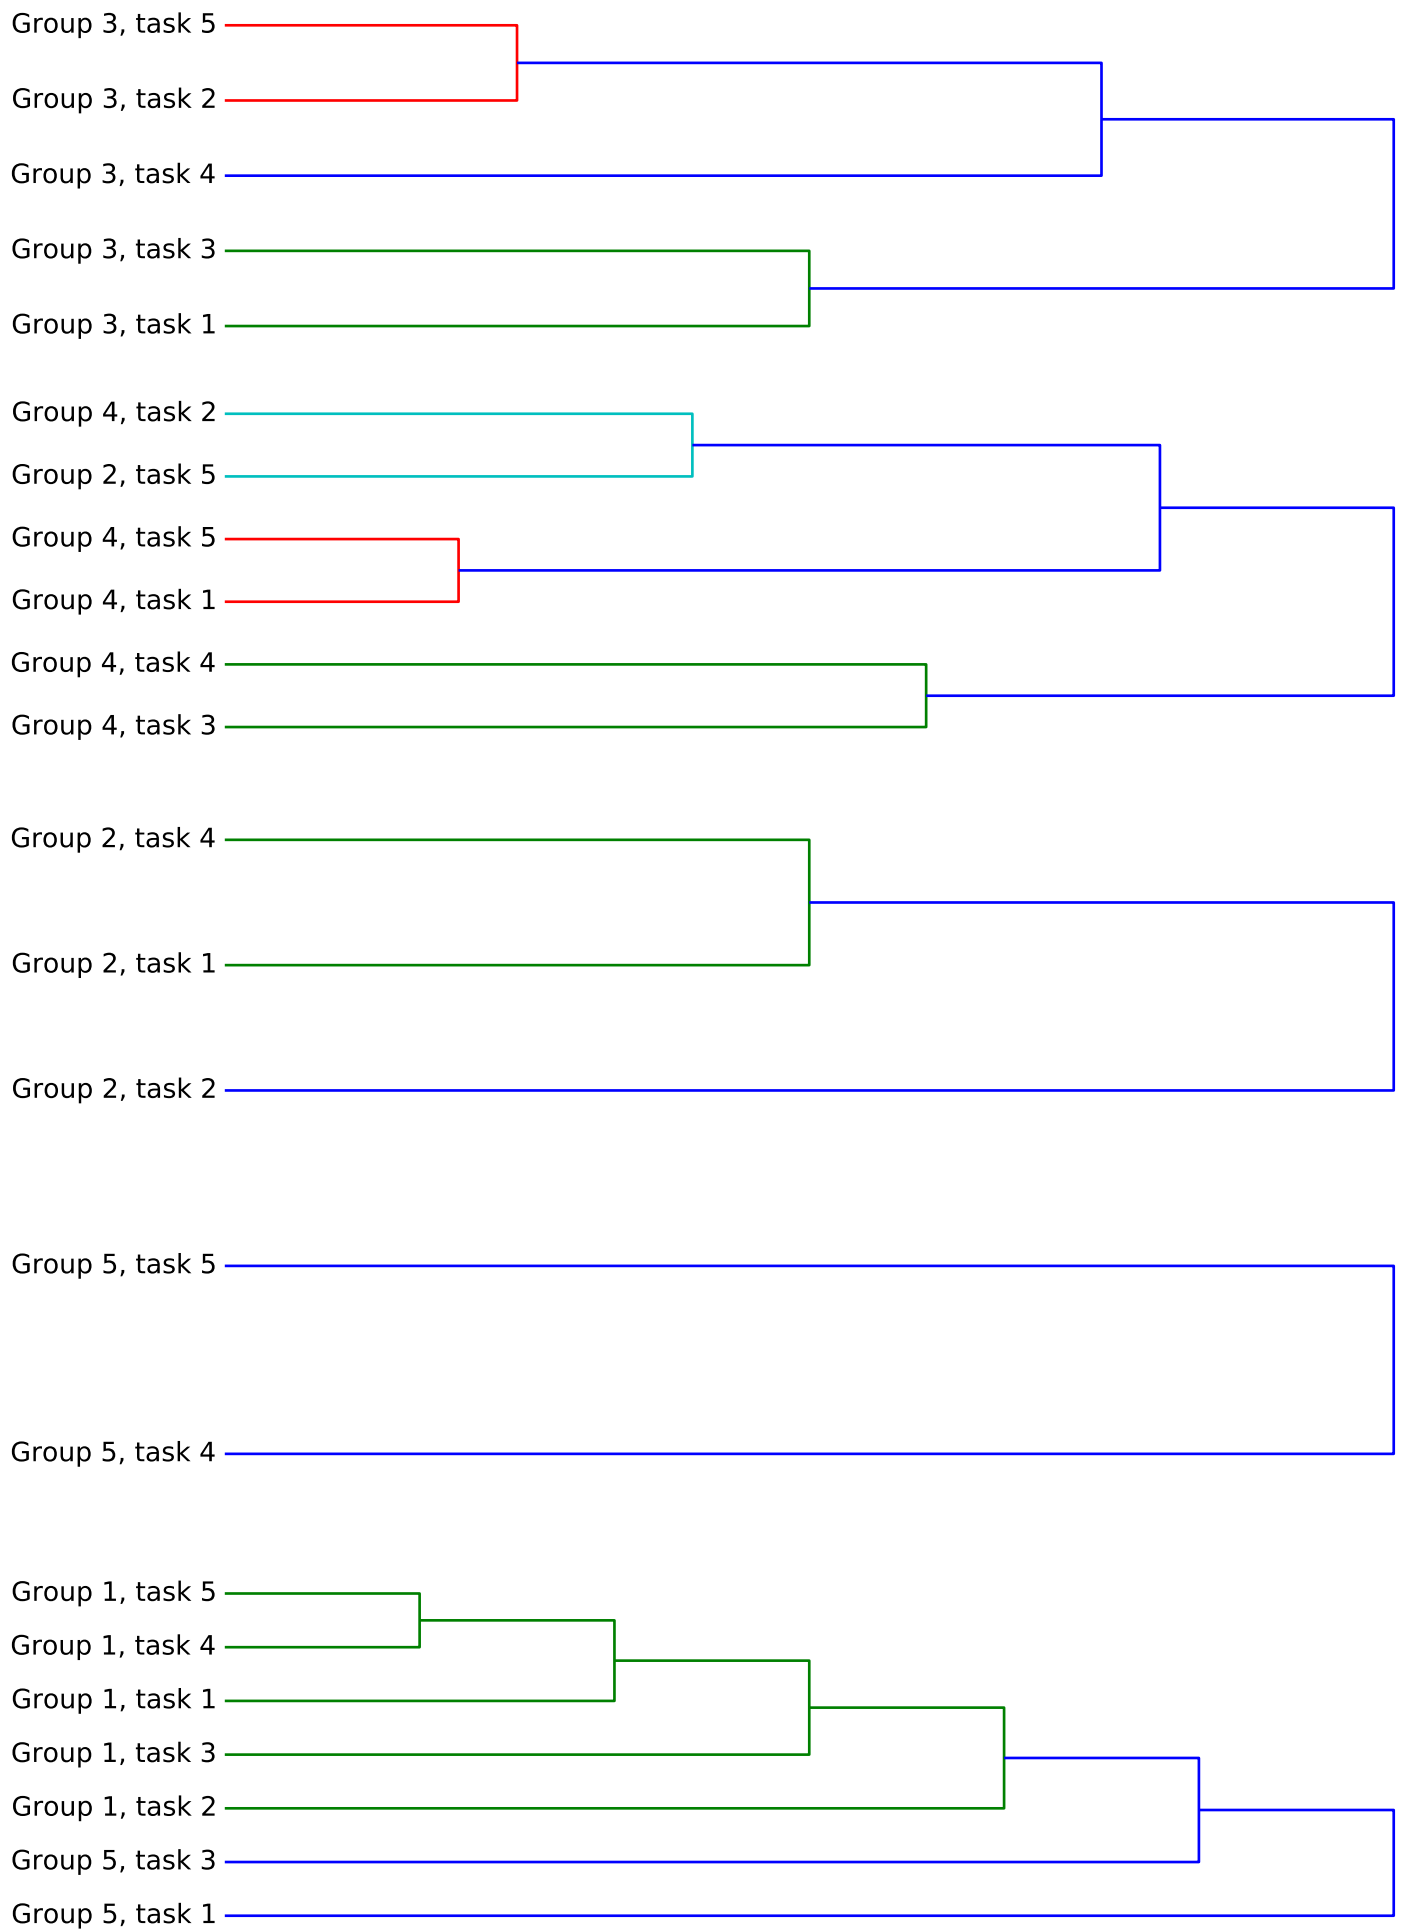 Group 3, task 5
Group 3, task 2
Group 3, task 4
Group 3, task 3
Group 3, task 1
Group 4, task 2
Group 2, task 5
Group 4, task 5
Group 4, task 1
Group 4, task 4
Group 4, task 3
Group 2, task 4
Group 2, task 1
Group 2, task 2
Group 5, task 5
Group 5, task 4
Group 1, task 5
Group 1, task 4
Group 1, task 1
Group 1, task 3
Group 1, task 2
Group 5, task 3
Group 5, task 1